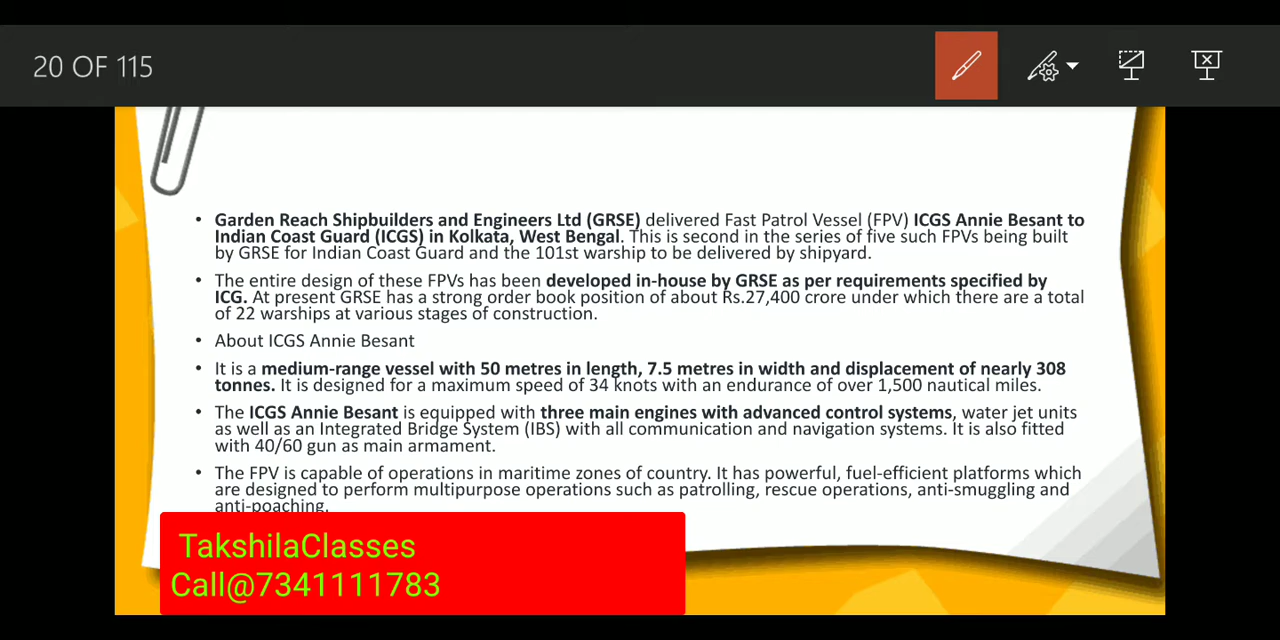 20 OF 115
• Garden Reach Shipbuilders and Engineers Ltd (GRSE) delivered Fast Patrol Vessel (FPV) ICGS Annie Besant to
Indian Coast Guard (ICGS) in Kolkata, West Bengal. This is second in the series of five such FPVs being built
by GRSE for Indian Coast Guard and the 101st warship to be delivered by shipyard.
• The entire design of these FPVs has been developed in-house by GRSE as per requirements specified by
ICG. At present GRSE has a strong order book position of about Rs.27,400 crore under which there are a total
of 22 warships at various stages of construction.
• About ICGS Annie Besant
• It is a medium-range vessel with 50 metres in length, 7.5 metres in width and displacement of nearly 308
tonnes. It is designed for a maximum speed of 34 knots with an endurance of over 1,500 nautical miles.
• The ICGS Annie Besant is equipped with three main engines with advanced control systems, water jet units
as well as an Integrated Bridge System (IBS) with all communication and navigation systems. It is also fitted
with 40/60 gun as main armament.
• The FPV is capable of operations in maritime zones of country. It has powerful, fuel-efficient platforms which
are designed to perform multipurpose operations such as patrolling, rescue operations, anti-smuggling and
anti-poaching.
TakshilaClasses
Call@7341111783